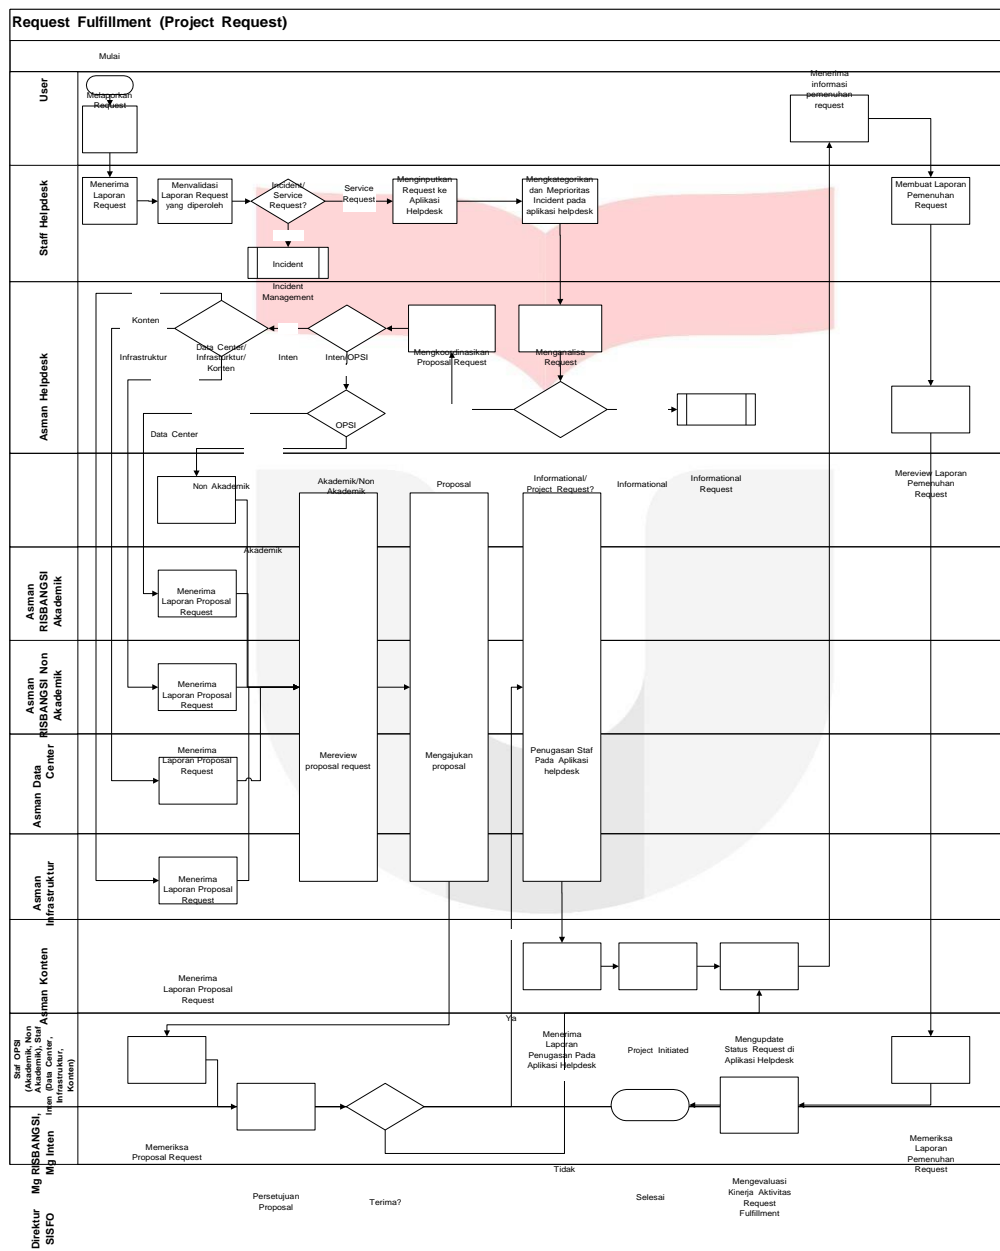 Request Fulfillment (Project Request)
Mulai
User
Melaporkan
Request
Menerima
informasi
pemenuhan
request
Staff Helpdesk
Menerima
Laporan
Request
Menvalidasi
Laporan Request
yang diperoleh
Incident/
Service
Request?
Service
Request
Menginputkan
Request ke
Aplikasi
Helpdesk
Mengkategorikan
dan Meprioritas
Incident pada
aplikasi helpdesk
Membuat Laporan
Pemenuhan
Request
Incident
Incident
Management
Asman Helpdesk
Konten
Infrastruktur
Data Center/
Infrasturktur/
Konten
Inten
Inten/OPSI
Mengkoordinasikan
Proposal Request
Menganalisa
Request
Data Center
OPSI
Non Akademik
Akademik/Non
Akademik
Proposal
Informational/
Project Request?
Informational
Informational
Request
Mereview Laporan
Pemenuhan
Request
Akademik
Asman
RISBANGSI
Akademik
Menerima
Laporan Proposal
Request
Asman
RISBANGSI Non
Akademik
Menerima
Laporan Proposal
Request
Asman Data
Center
Menerima
Laporan Proposal
Request
Mereview
proposal request
Mengajukan
proposal
Penugasan Staf
Pada Aplikasi
helpdesk
Asman
Infrastruktur
Menerima
Laporan Proposal
Request
Asman Konten
Menerima
Laporan Proposal
Request
Ya
Staf OPSI
(Akademik, Non
Akademik), Staf
Inten (Data Center,
Infrastruktur,
Konten)
Menerima
Laporan
Penugasan Pada
Aplikasi Helpdesk
Project Initiated
Mengupdate
Status Request di
Aplikasi Helpdesk
Mg RISBANGSI,
Mg Inten
Memeriksa
Proposal Request
Memeriksa
Laporan
Pemenuhan
Request
Tidak
Direktur
SISFO
Persetujuan
Proposal
Terima?
Selesai
Mengevaluasi
Kinerja Aktivitas
Request
Fulfillment